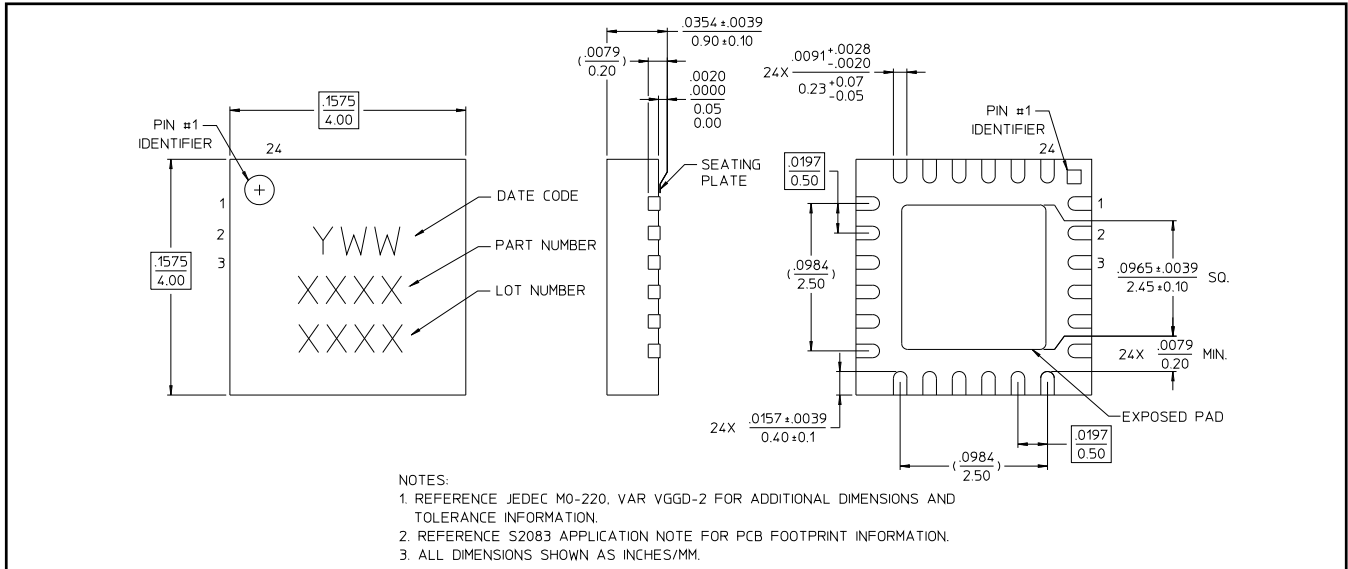 .0354 ±.0039
0.90 ±0.10
( .0079 )
0.20
.0020
.0000
0.05
0.00
24X .0091 +.0028 -.0020
0.23 +0.07 -0.05
.1575
4.00
PIN #1
IDENTIFIER
24
1
2
3
.1575
4.00
DATE CODE
YWW
PART NUMBER
XXXX
LOT NUMBER
XXXX
SEATING
PLATE
PIN #1
IDENTIFIER
24
.0197
0.50
1
2
3
( .0984 )
2.50
.0965 ±.0039 SQ.
2.45 ±0.10
24X .0079 MIN.
0.20
24X .0157 ±.0039
0.40 ±0.1
EXPOSED PAD
.0197
0.50
( .0984 )
2.50
NOTES:
1. REFERENCE JEDEC MO-220, VAR VGGD-2 FOR ADDITIONAL DIMENSIONS AND
TOLERANCE INFORMATION.
2. REFERENCE S2083 APPLICATION NOTE FOR PCB FOOTPRINT INFORMATION.
3. ALL DIMENSIONS SHOWN AS INCHES/MM.